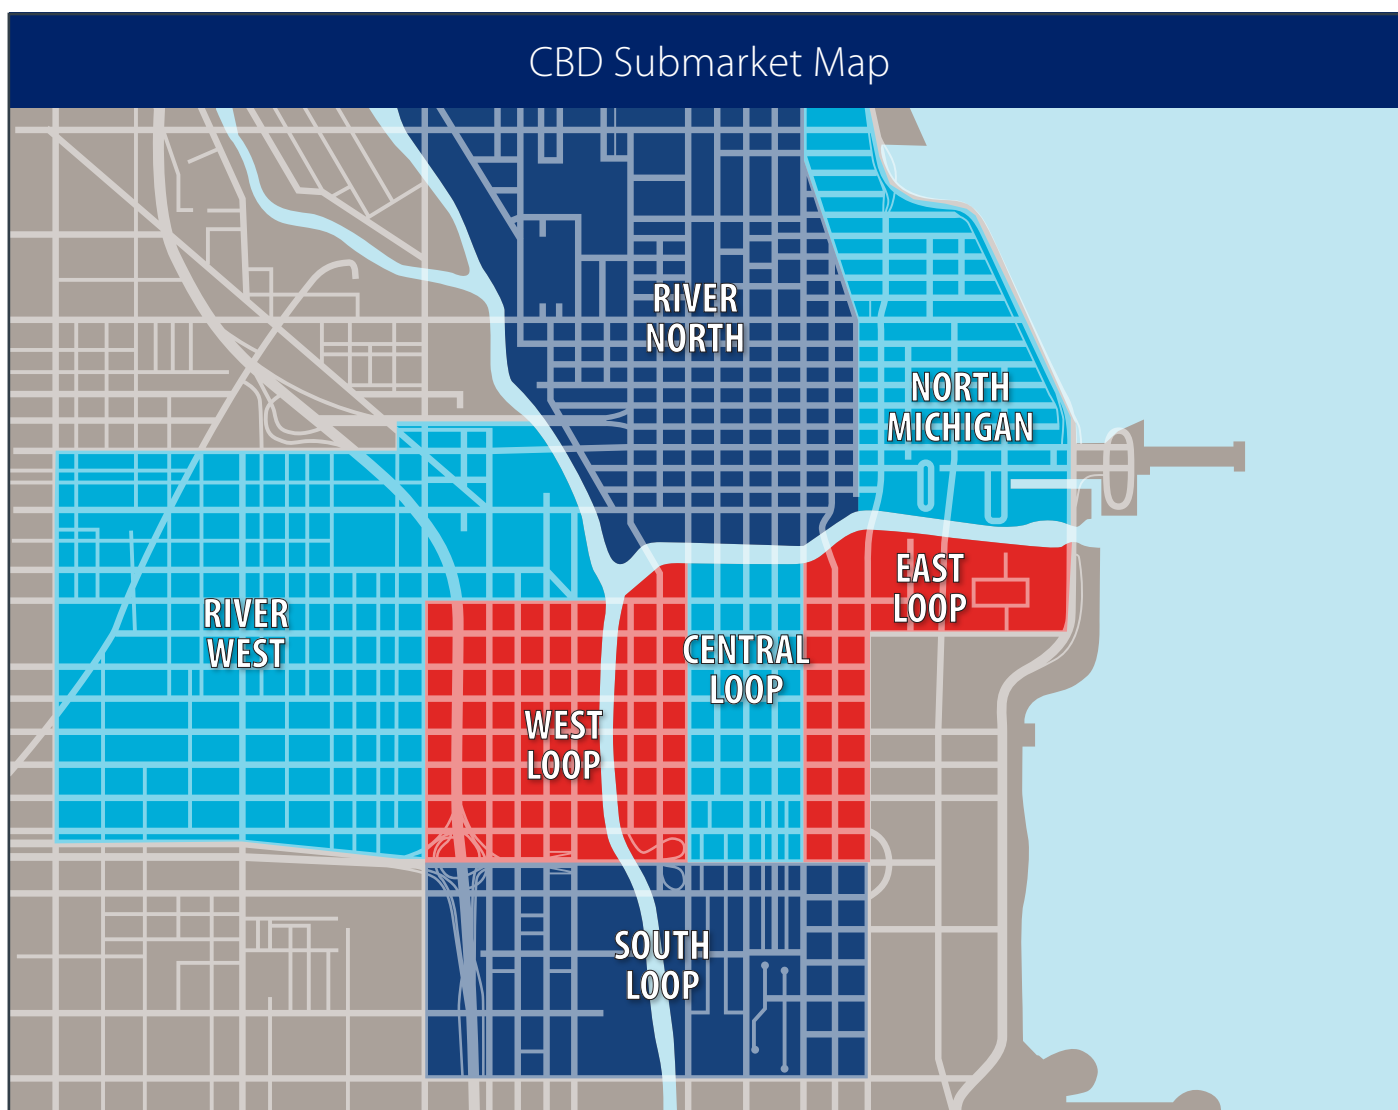 CBD Submarket Map
RIVER
NORTH
NORTH
MICHIGAN
EAST
LOOP
RIVER
WEST
CENTRAL
LOOP
WEST
LOOP
SOUTH
LOOP